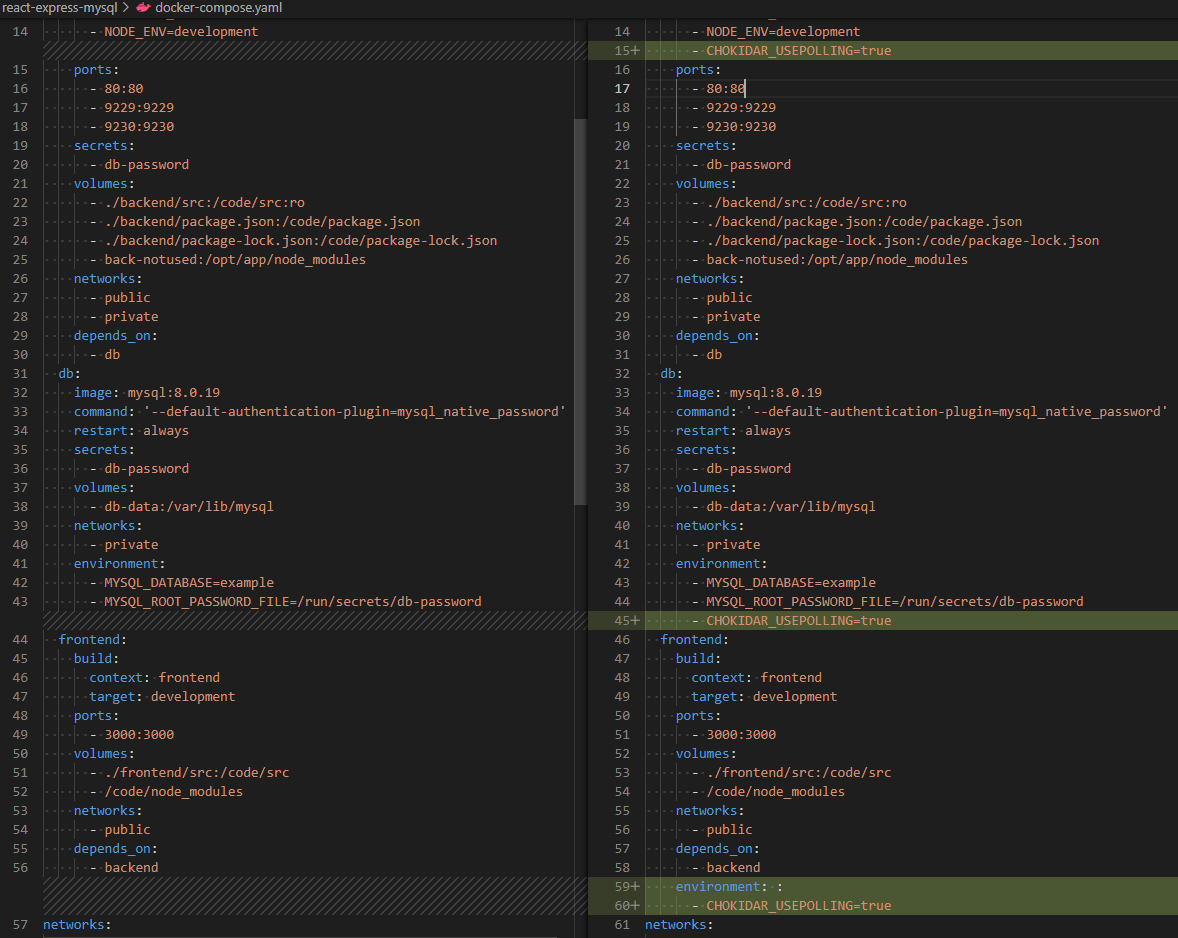 react-express-mysql > docker-compose.yaml
14 - NODE_ENV=development
15 ports:
16 - 80:80
17 - 9229:9229
18 - 9230:9230
19 secrets:
20 - db-password
21 volumes:
22 - ./backend/src:/code/src:ro
23 - ./backend/package.json:/code/package.json
24 - ./backend/package-lock.json:/code/package-lock.json
25 - back-notused:/opt/app/node_modules
26 networks:
27 - public
28 - private
29 depends_on:
30 - db
31 db:
32 image: mysql:8.0.19
33 command: '--default-authentication-plugin=mysql_native_password'
34 restart: always
35 secrets:
36 - db-password
37 volumes:
38 - db-data:/var/lib/mysql
39 networks:
40 - private
41 environment:
42 - MYSQL_DATABASE=example
43 - MYSQL_ROOT_PASSWORD_FILE=/run/secrets/db-password
44 frontend:
45 build:
46 context: frontend
47 target: development
48 ports:
49 - 3000:3000
50 volumes:
51 - ./frontend/src:/code/src
52 - /code/node_modules
53 networks:
54 - public
55 depends_on:
56 - backend
57 networks:
14 - NODE_ENV=development
15+ - CHOKIDAR_USEPOLLING=true
16 ports:
17 - 80:80
18 - 9229:9229
19 - 9230:9230
20 secrets:
21 - db-password
22 volumes:
23 - ./backend/src:/code/src:ro
24 - ./backend/package.json:/code/package.json
25 - ./backend/package-lock.json:/code/package-lock.json
26 - back-notused:/opt/app/node_modules
27 networks:
28 - public
29 - private
30 depends_on:
31 - db
32 db:
33 image: mysql:8.0.19
34 command: '--default-authentication-plugin=mysql_native_password'
35 restart: always
36 secrets:
37 - db-password
38 volumes:
39 - db-data:/var/lib/mysql
40 networks:
41 - private
42 environment:
43 - MYSQL_DATABASE=example
44 - MYSQL_ROOT_PASSWORD_FILE=/run/secrets/db-password
45+ - CHOKIDAR_USEPOLLING=true
46 frontend:
47 build:
48 context: frontend
49 target: development
50 ports:
51 - 3000:3000
52 volumes:
53 - ./frontend/src:/code/src
54 - /code/node_modules
55 networks:
56 - public
57 depends_on:
58 - backend
59+ environment: :
60+ - CHOKIDAR_USEPOLLING=true
61 networks: